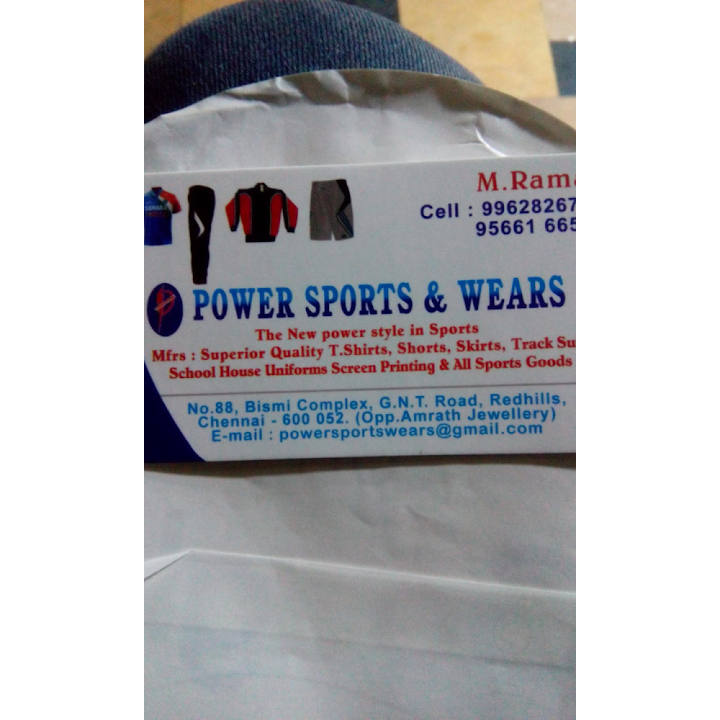 M.Rama
Cell : 99628267
95661 665
POWER SPORTS & WEARS
The New power style in Sports
Mfrs : Superior Quality T.Shirts, Shorts, Skirts, Track Su
School House Uniforms Screen Printing & All Sports Goods
No.88, Bismi Complex, G.N.T. Road, Redhills,
Chennai - 600 052. (Opp.Amrath Jewellery)
E-mail : powersportswears@gmail.com